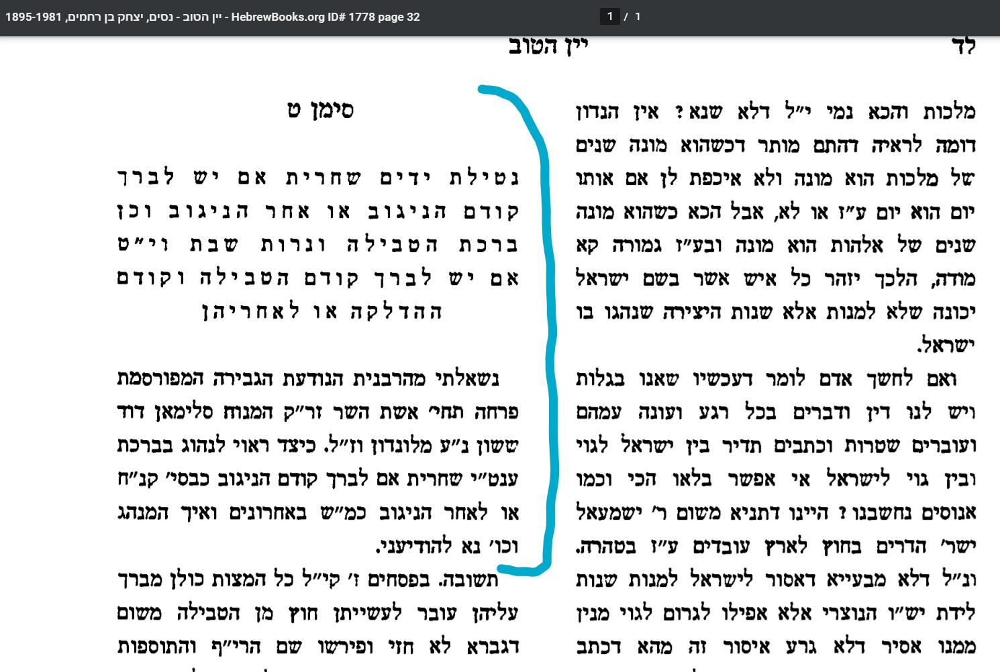 יין הטוב - נסים, יצחק בן רחמים, 1895-1981 - HebrewBooks.org ID# 1778 page 32
1 / 1
לד
יין הטוב
מלכות והכא נמי י״ל דלא שנא? אין הנדון
דומה לראיה דהתם מותר דכשהוא מונה שנים
של מלכות הוא מונה ולא איכפת לן אם אותו
יום הוא יום ע״ז או לא, אבל הכא כשהוא מונה
שנים של אלהות הוא מונה ובע״ז גמורה קא
מודה, הלכך יזהר כל איש אשר בשם ישראל
יכונה שלא למנות אלא שנות היצירה שנהגו בו
ישראל.
ואם לחשך אדם לומר דעכשיו שאנו בגלות
ויש לנו דין ודברים בכל רגע ועונה עמהם
ועוברים שטרות וכתבים תדיר בין ישראל לגוי
ובין גוי לישראל אי אפשר בלאו הכי וכמו
אנוסים נחשבנו? היינו דתניא משום ר׳ ישמעאל
ישר׳ הדרים בחוץ לארץ עובדים ע״ז בטהרה.
ונ״ל דלא מבעייא דאסור לישראל למנות שנות
לידת יש״ו הנוצרי אלא אפילו לגרום לגוי מנין
ממנו אסיר דלא גרע איסור זה מהא דכתב
סימן ט
נטילת ידים שחרית אם יש לברך
קודם הניגוב או אחר הניגוב וכן
ברכת הטבילה ונרות שבת וי״ט
אם יש לברך קודם הטבילה וקודם
ההדלקה או לאחריהן
נשאלתי מהרבנית הנודעת הגבירה המפורסמת
פרחה תחי׳ אשת השר זר״ק המנוח סלימאן דוד
ששון נ״ע מלונדון וז״ל. כיצד ראוי לנהוג בברכת
ענט״י שחרית אם לברך קודם הניגוב כבסי׳ קנ״ח
או לאחר הניגוב כמ״ש באחרונים ואיך המנהג
וכו׳ נא להודיעני.
תשובה. בפסחים ז׳ קי״ל כל המצות כולן מברך
עליהן עובר לעשייתן חוץ מן הטבילה משום
דגברא לא חזי ופירשו שם הרי״ף והתוספות